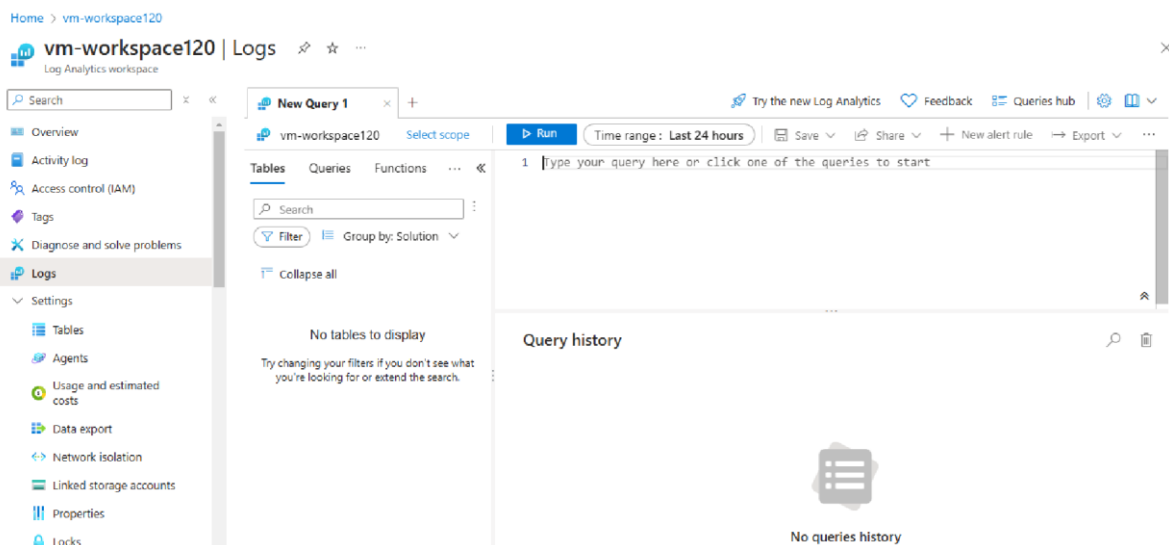 Home > vm-workspace120
vm-workspace120 | Logs ...
Log Analytics workspace
Search
Overview
Activity log
Access control (IAM)
Tags
Diagnose and solve problems
Logs
Settings
Tables
Agents
Usage and estimated
costs
Data export
Network isolation
Linked storage accounts
Properties
Locks
New Query 1
Try the new Log Analytics Feedback Queries hub
vm-workspace120 Select scope
Run Time range : Last 24 hours Save Share New alert rule Export ...
Tables Queries Functions ...
Search
Filter Group by: Solution
Collapse all
No tables to display
Try changing your filters if you don't see what
you're looking for or extend the search.
1 Type your query here or click one of the queries to start
Query history
No queries history